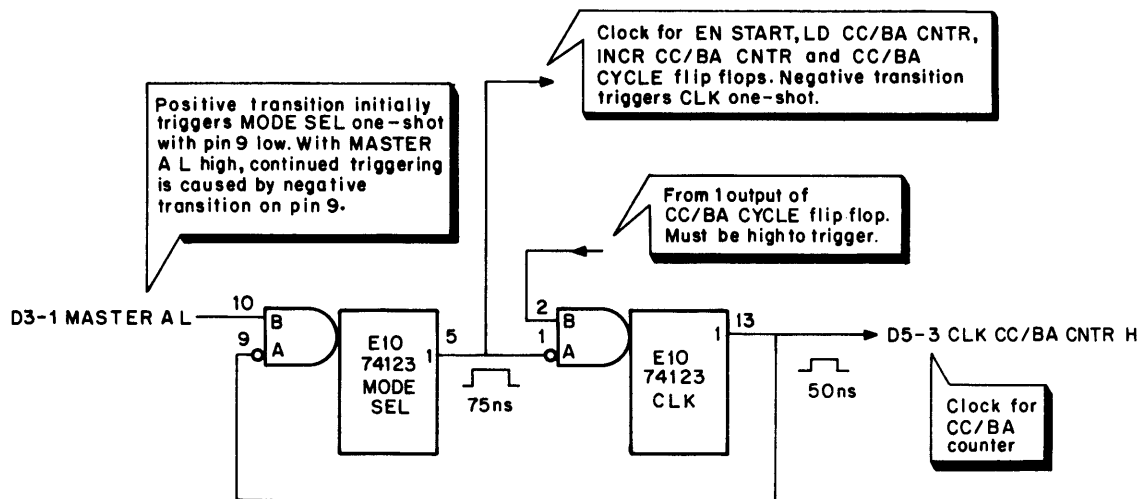 Clock for EN START, LD CC/BA CNTR,
INCR CC/BA CNTR and CC/BA
CYCLE flip flops. Negative transition
triggers CLK one-shot.
Positive transition initially
triggers MODE SEL one-shot
with pin 9 low. With MASTER
A L high, continued triggering
is caused by negative
transition on pin 9.
From 1 output of
CC/BA CYCLE flip flop.
Must be high to trigger.
D3-1 MASTER A L
10
B
9
A
E10
74123
MODE
SEL
1
5
75ns
2
B
1
A
E10
74123
CLK
1
13
50ns
D5-3 CLK CC/BA CNTR H
Clock for
CC/BA
counter